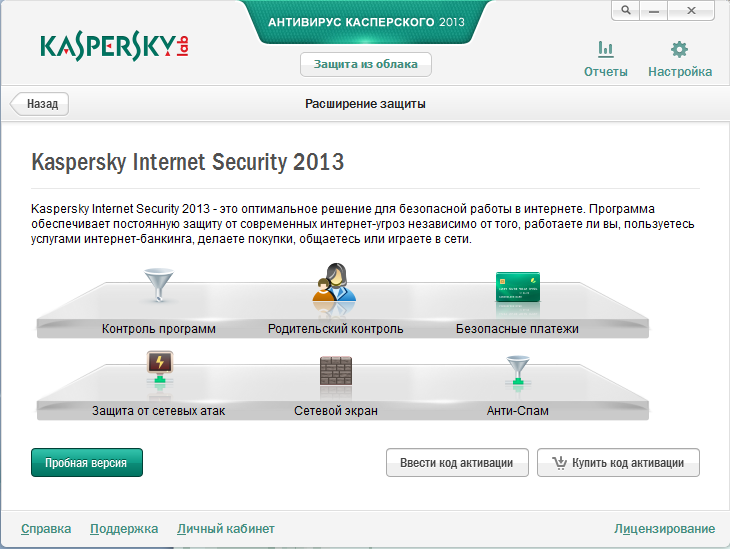 АНТИВИРУС КАСПЕРСКОГО 2013
KASPERSKY lab
Защита из облака
Отчеты
Настройка
Назад
Расширение защиты
Kaspersky Internet Security 2013
Kaspersky Internet Security 2013 - это оптимальное решение для безопасной работы в интернете. Программа
обеспечивает постоянную защиту от современных интернет-угроз независимо от того, работаете ли вы, пользуетесь
услугами интернет-банкинга, делаете покупки, общаетесь или играете в сети.
Контроль программ
Родительский контроль
Безопасные платежи
Защита от сетевых атак
Сетевой экран
Анти-Спам
Пробная версия
Ввести код активации
Купить код активации
Справка
Поддержка
Личный кабинет
Лицензирование